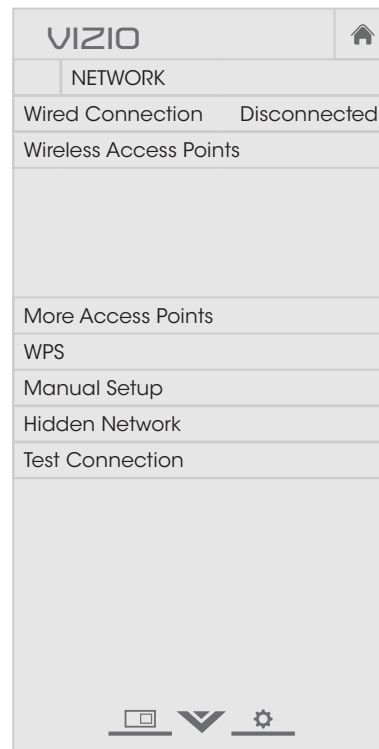 VIZIO
NETWORK
Wired Connection Disconnected
Wireless Access Points
More Access Points
WPS
Manual Setup
Hidden Network
Test Connection